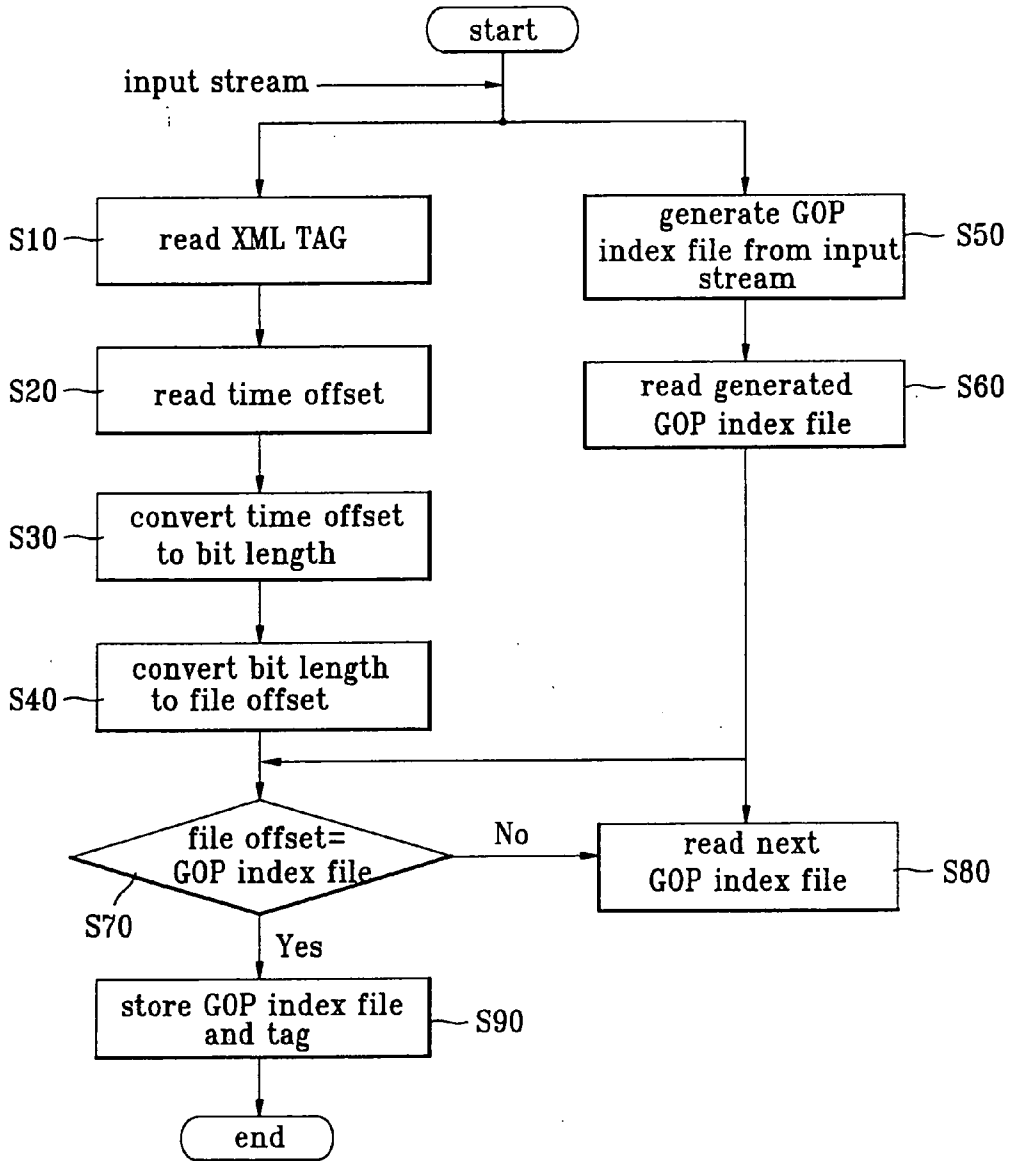 start
input stream
S10
read XML TAG
generate GOP
index file from input
stream
S50
S20
read time offset
read generated
GOP index file
S60
S30
convert time offset
to bit length
S40
convert bit length
to file offset
file offset=
GOP index file
S70
No
read next
GOP index file
S80
Yes
store GOP index file
and tag
S90
end